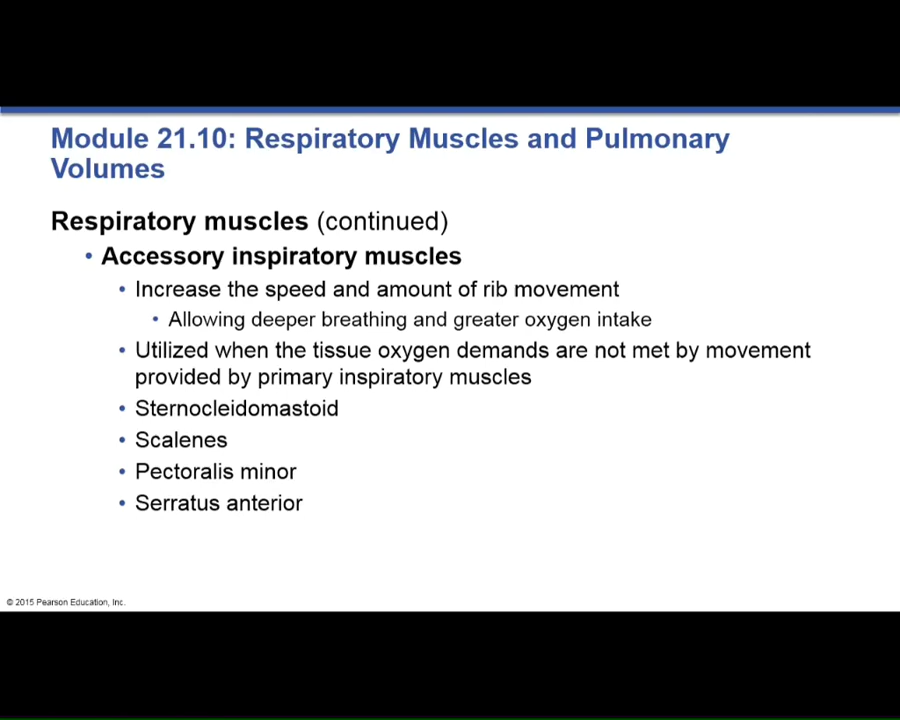 Module 21.10: Respiratory Muscles and Pulmonary
Volumes
Respiratory muscles (continued)
• Accessory inspiratory muscles
• Increase the speed and amount of rib movement
• Allowing deeper breathing and greater oxygen intake
• Utilized when the tissue oxygen demands are not met by movement
provided by primary inspiratory muscles
• Sternocleidomastoid
• Scalenes
• Pectoralis minor
• Serratus anterior
© 2015 Pearson Education, Inc.